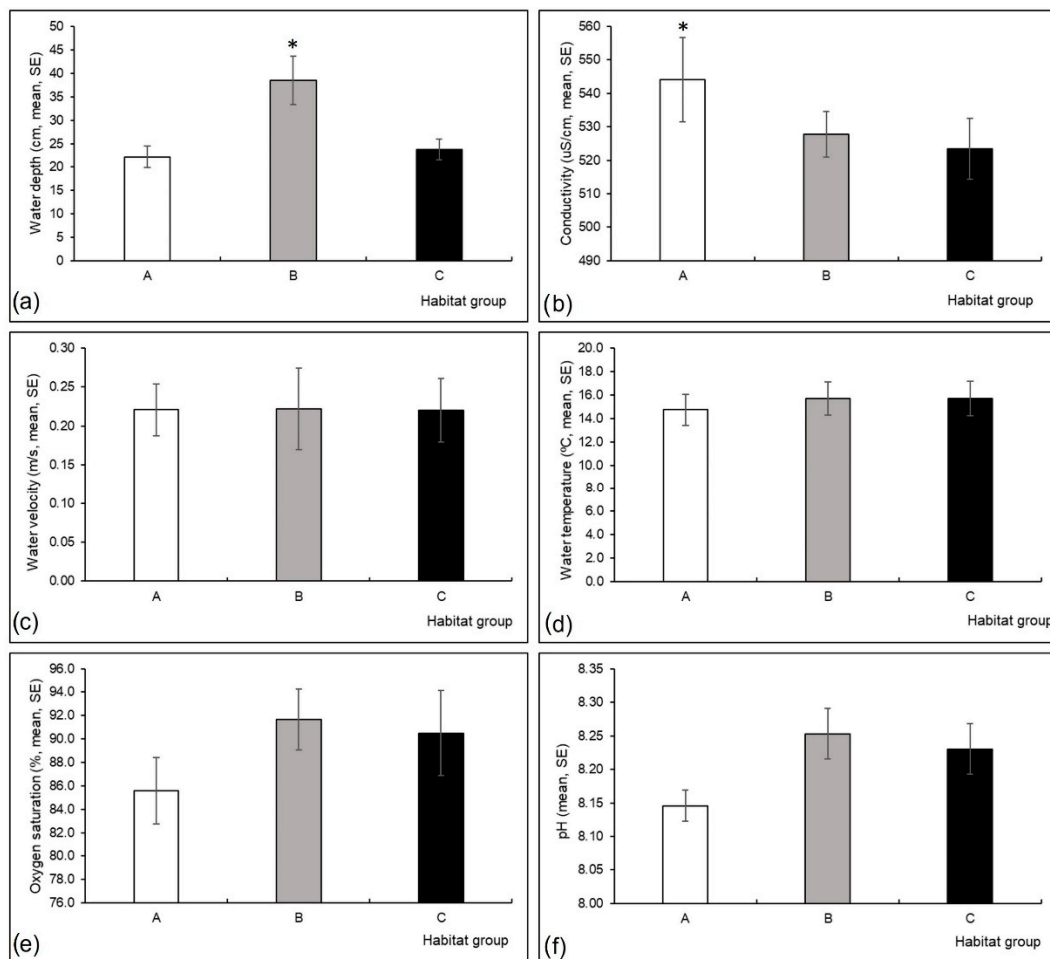 Water depth (cm, mean, SE)
50
45
40
35
30
25
20
15
10
5
0
*
A
B
C
Habitat group
(a)
Conductivity (uS/cm, mean, SE)
560
550
540
530
520
510
500
490
*
A
B
C
Habitat group
(b)
Water velocity (m/s, mean, SE)
0.30
0.25
0.20
0.15
0.10
0.05
0.00
A
B
C
Habitat group
(c)
Water temperature (ºC, mean, SE)
20.0
18.0
16.0
14.0
12.0
10.0
8.0
6.0
4.0
2.0
0.0
A
B
C
Habitat group
(d)
Oxygen saturation (%, mean, SE)
96.0
94.0
92.0
90.0
88.0
86.0
84.0
82.0
80.0
78.0
76.0
A
B
C
Habitat group
(e)
pH (mean, SE)
8.35
8.30
8.25
8.20
8.15
8.10
8.05
8.00
A
B
C
Habitat group
(f)